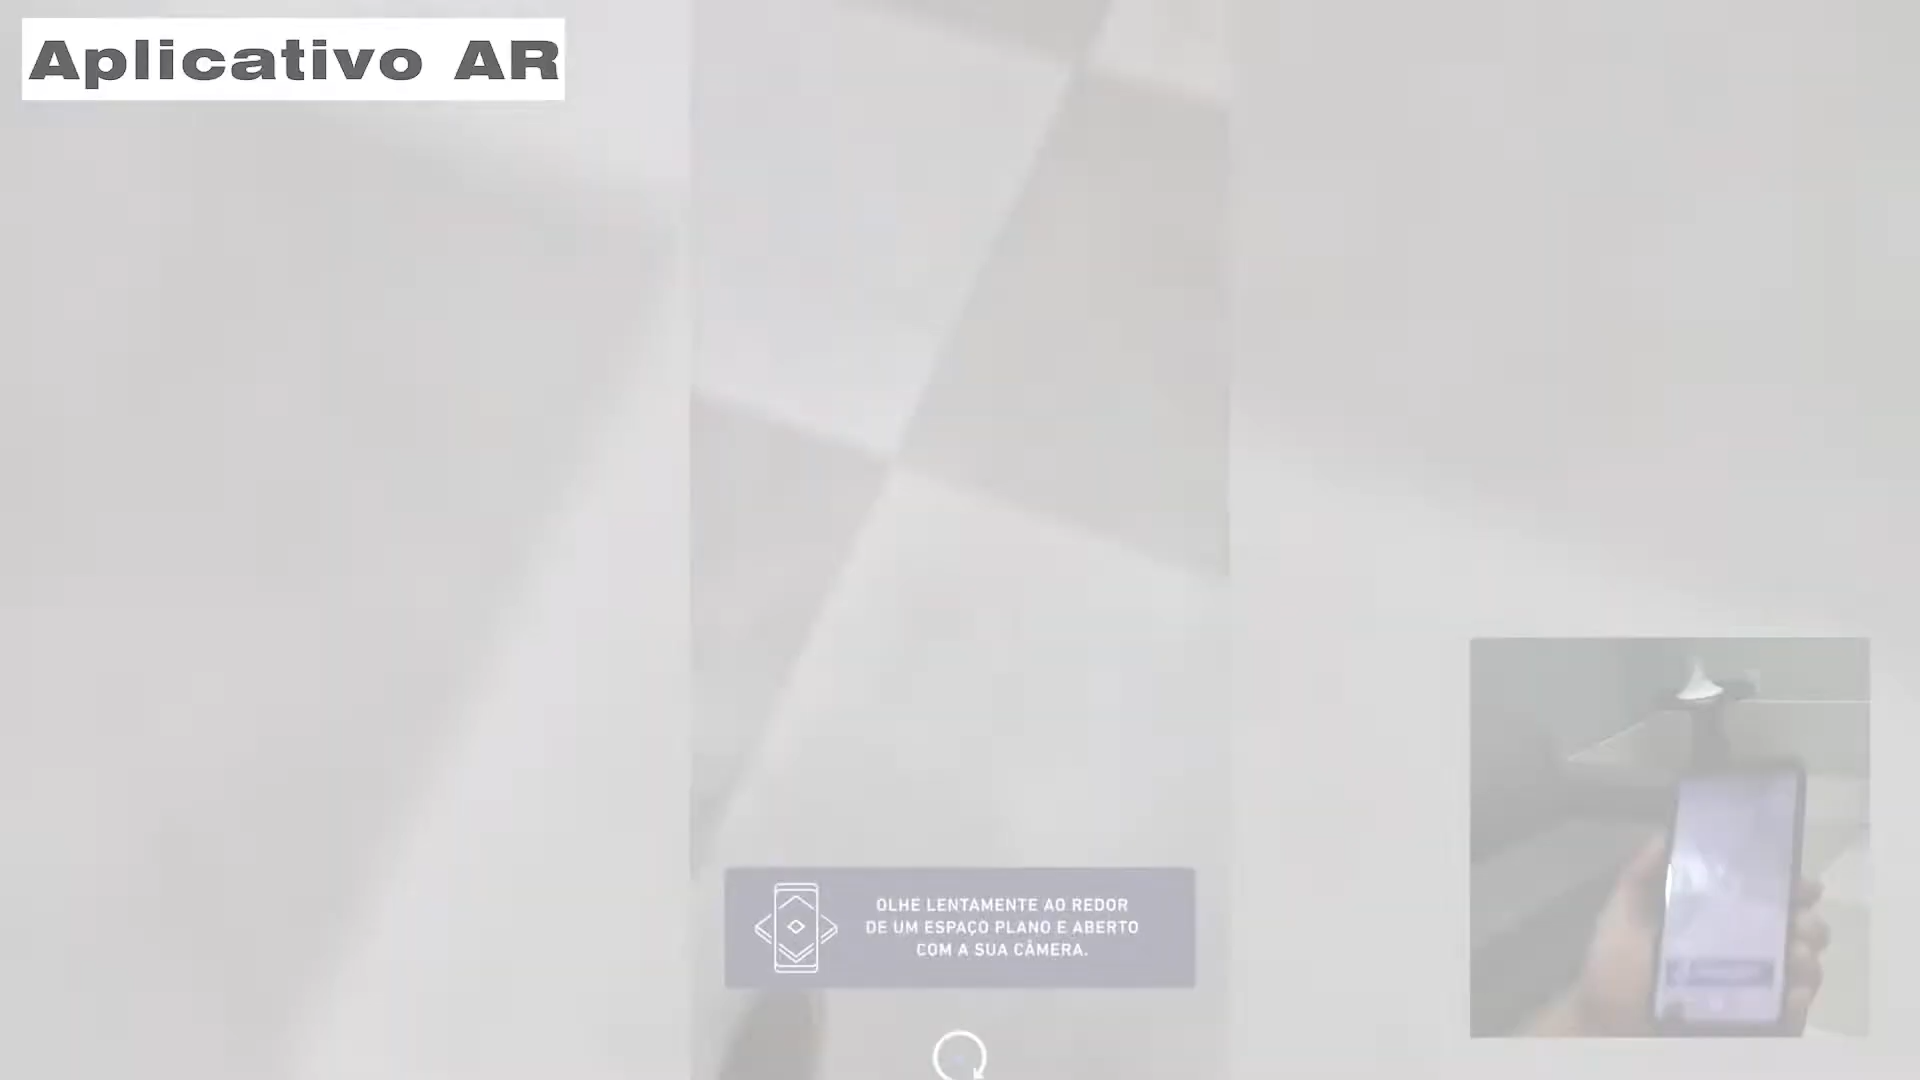 Aplicativo AR
OLHE LENTAMENTE AO REDOR
DE UM ESPAÇO PLANO E ABERTO
COM A SUA CÂMERA.